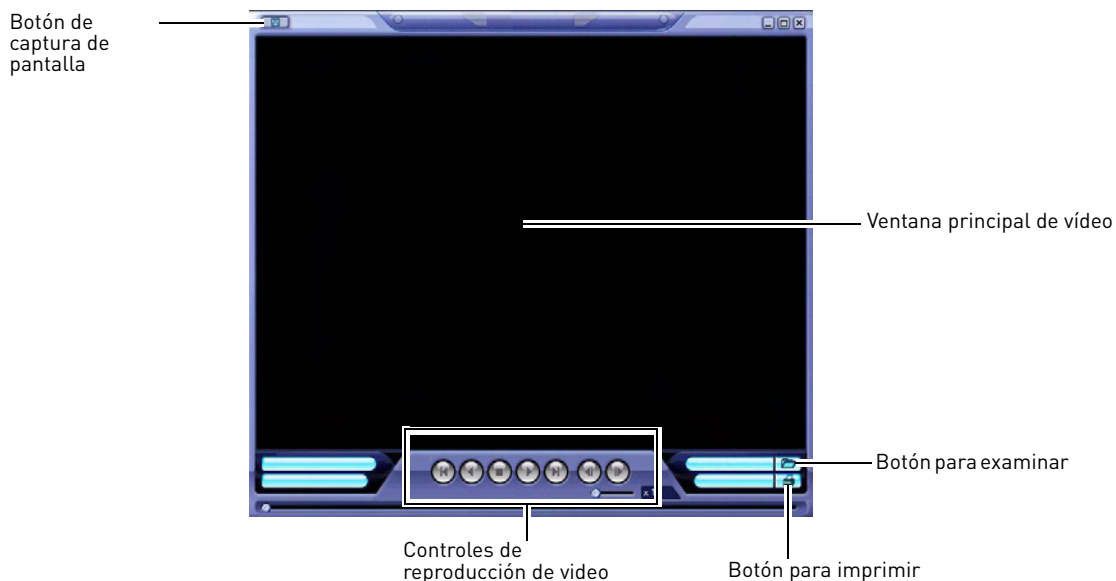 Botón de
captura de
pantalla
Ventana principal de vídeo
Botón para examinar
Controles de
reproducción de video
Botón para imprimir